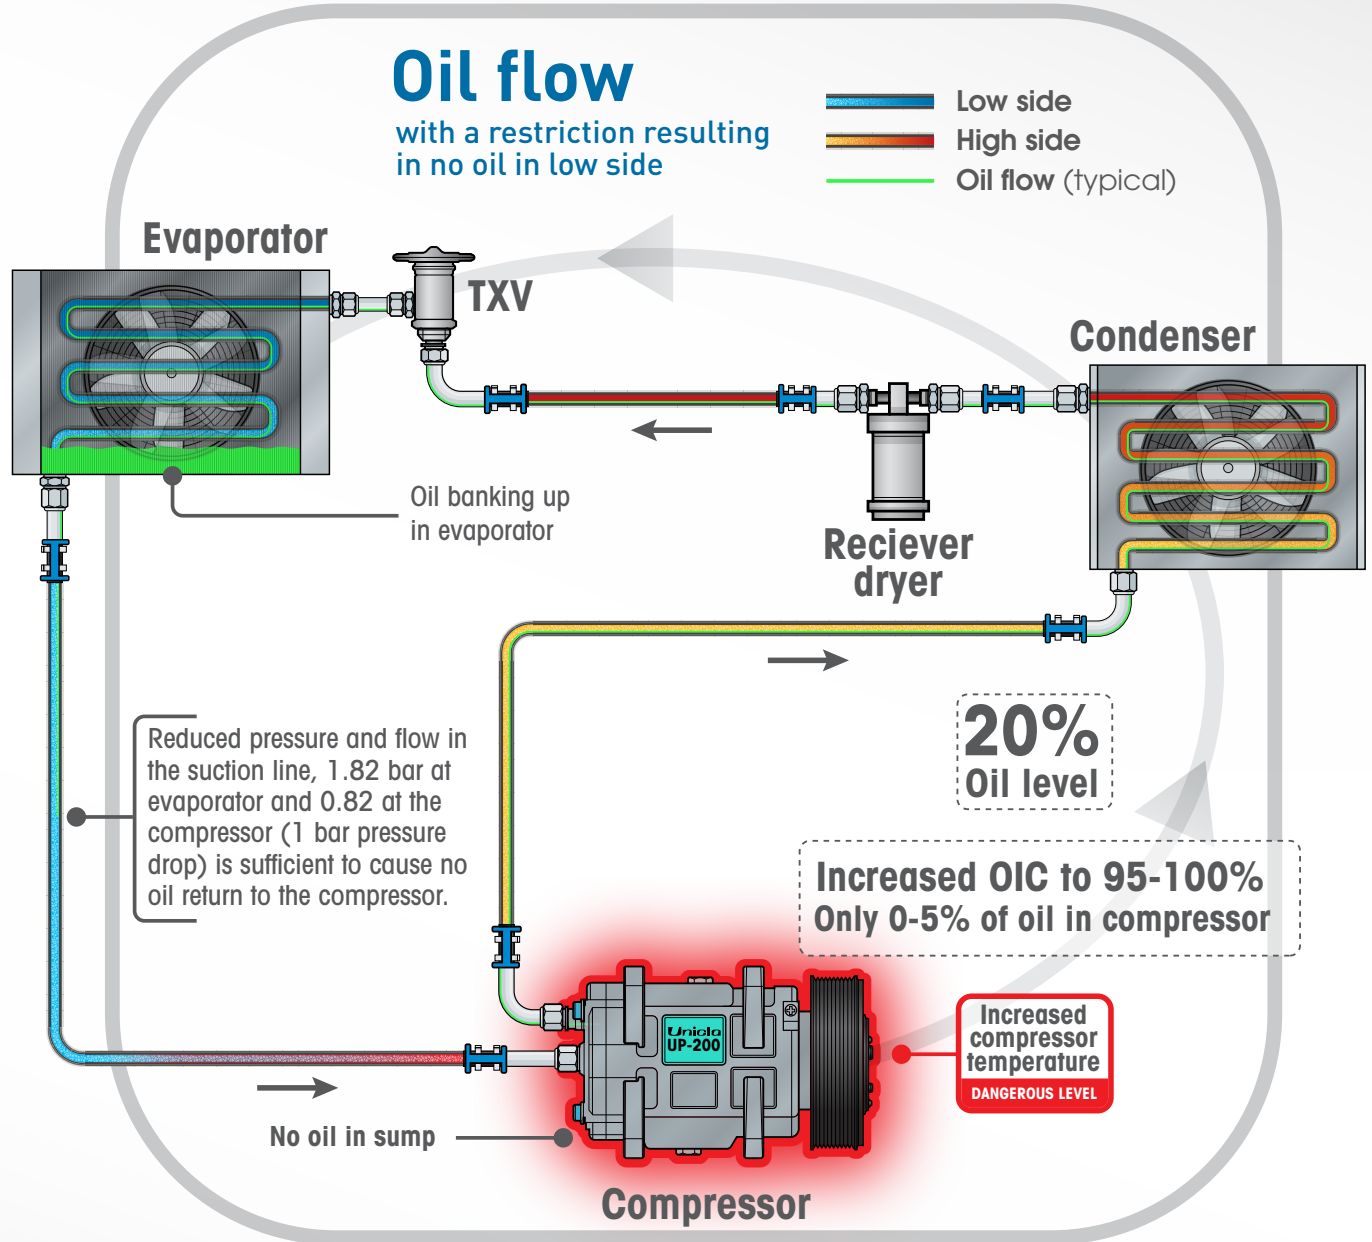 Oil flow
with a restriction resulting
in no oil in low side
Low side
High side
Oil flow (typical)
Evaporator
TXV
Condenser
Oil banking up
in evaporator
Reciever
dryer
Reduced pressure and flow in
the suction line, 1.82 bar at
evaporator and 0.82 at the
compressor (1 bar pressure
drop) is sufficient to cause no
oil return to the compressor.
20%
Oil level
Increased OIC to 95-100%
Only 0-5% of oil in compressor
Unicla
UP-200
Increased
compressor
temperature
DANGEROUS LEVEL
No oil in sump
Compressor